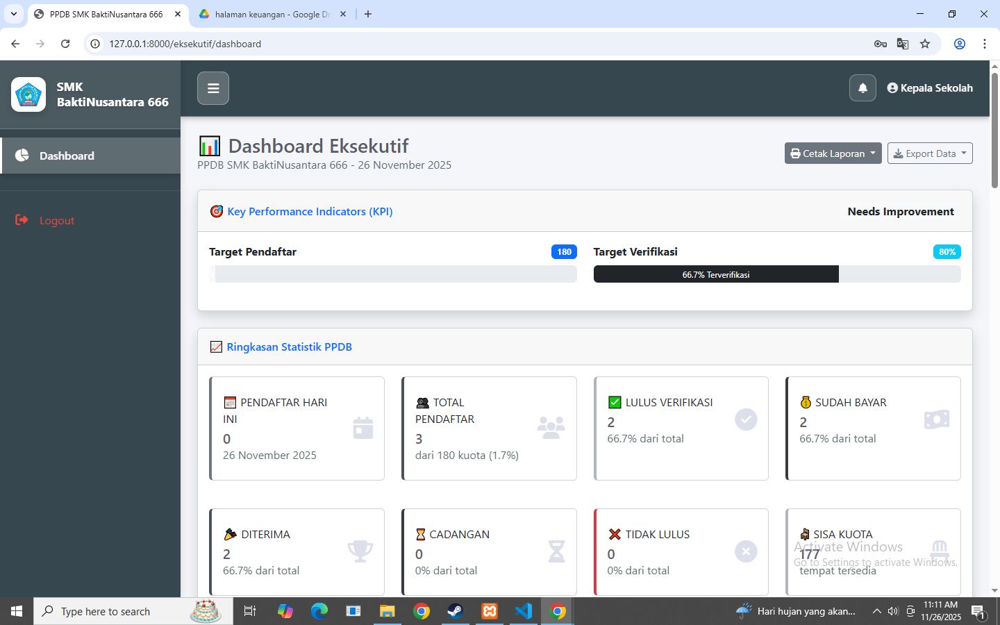 PPDB SMK BaktiNusantara 666
halaman keuangan - Google Dr
127.0.0.1:8000/eksekutif/dashboard
SMK
BaktiNusantara 666
Kepala Sekolah
Dashboard
Logout
Dashboard Eksekutif
PPDB SMK BaktiNusantara 666 - 26 November 2025
Cetak Laporan
Export Data
Key Performance Indicators (KPI)
Needs Improvement
Target Pendaftar
180
Target Verifikasi
80%
66.7% Terverifikasi
Ringkasan Statistik PPDB
PENDAFTAR HARI
INI
0
26 November 2025
TOTAL
PENDAFTAR
3
dari 180 kuota (1.7%)
LULUS VERIFIKASI
2
66.7% dari total
SUDAH BAYAR
2
66.7% dari total
DITERIMA
2
66.7% dari total
CADANGAN
0
0% dari total
TIDAK LULUS
0
0% dari total
SISA KUOTA
177
tempat tersedia
Activate Windows
Go to Settings to activate Windows.
Type here to search
Hari hujan yang akan...
11:11 AM
11/26/2025
1